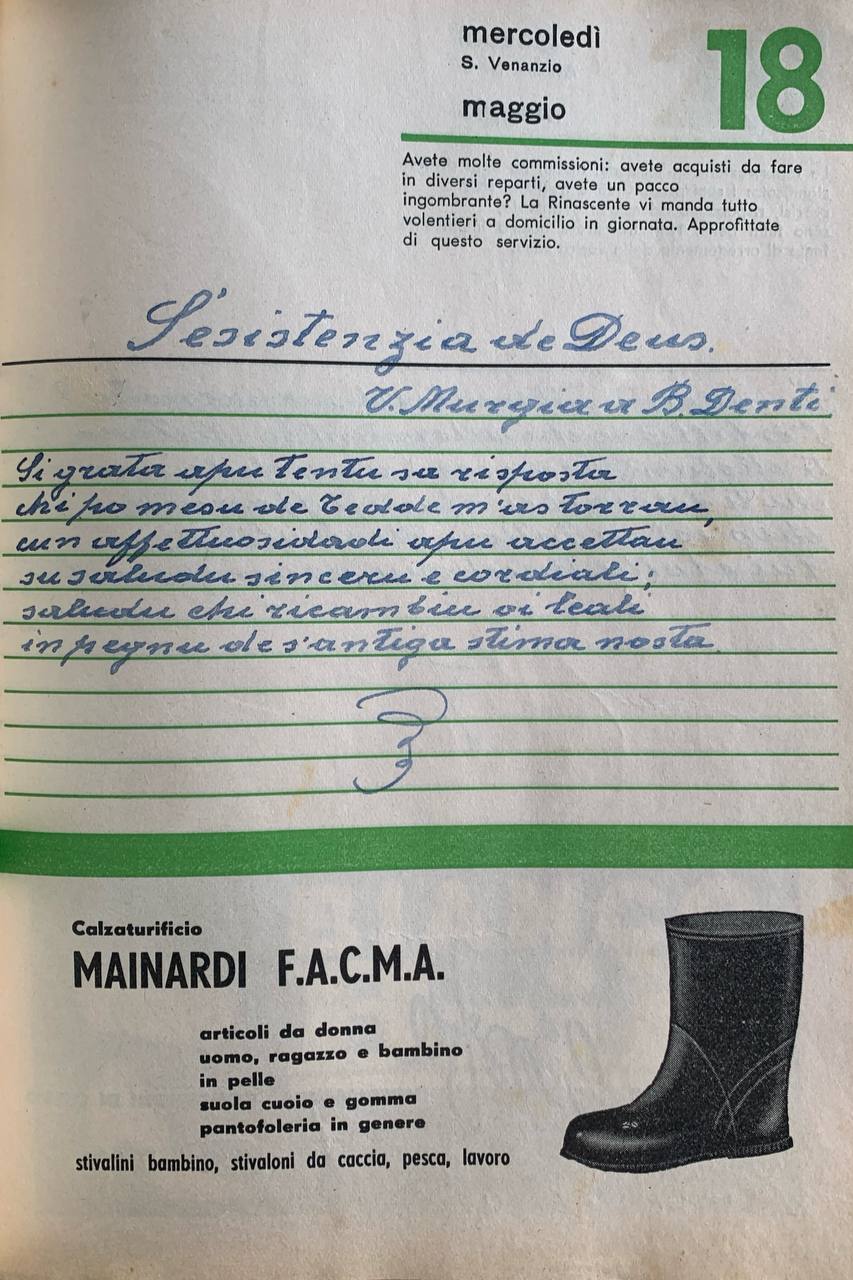 mercoledì
S. Venanzio
maggio
18
Avete molte commissioni: avete acquisti da fare
in diversi reparti, avete un pacco
ingombrante? La Rinascente vi manda tutto
volentieri a domicilio in giornata. Approfittate
di questo servizio.
S'esistenzia de Deus.
V. Murgia a B. Denti
Si grata apu tentu sa risposta
chi po mesu de Tedde m'as torrau,
cun affettuosidadi apu accettau
su saludu sinceru e cordiali;
saludu chi ricambiu oi leali
in pegnu de s'antiga stima nosta
Calzaturificio
MAINARDI F.A.C.M.A.
articoli da donna
uomo, ragazzo e bambino
in pelle
suola cuoio e gomma
pantofoleria in genere
stivalini bambino, stivaloni da caccia, pesca, lavoro